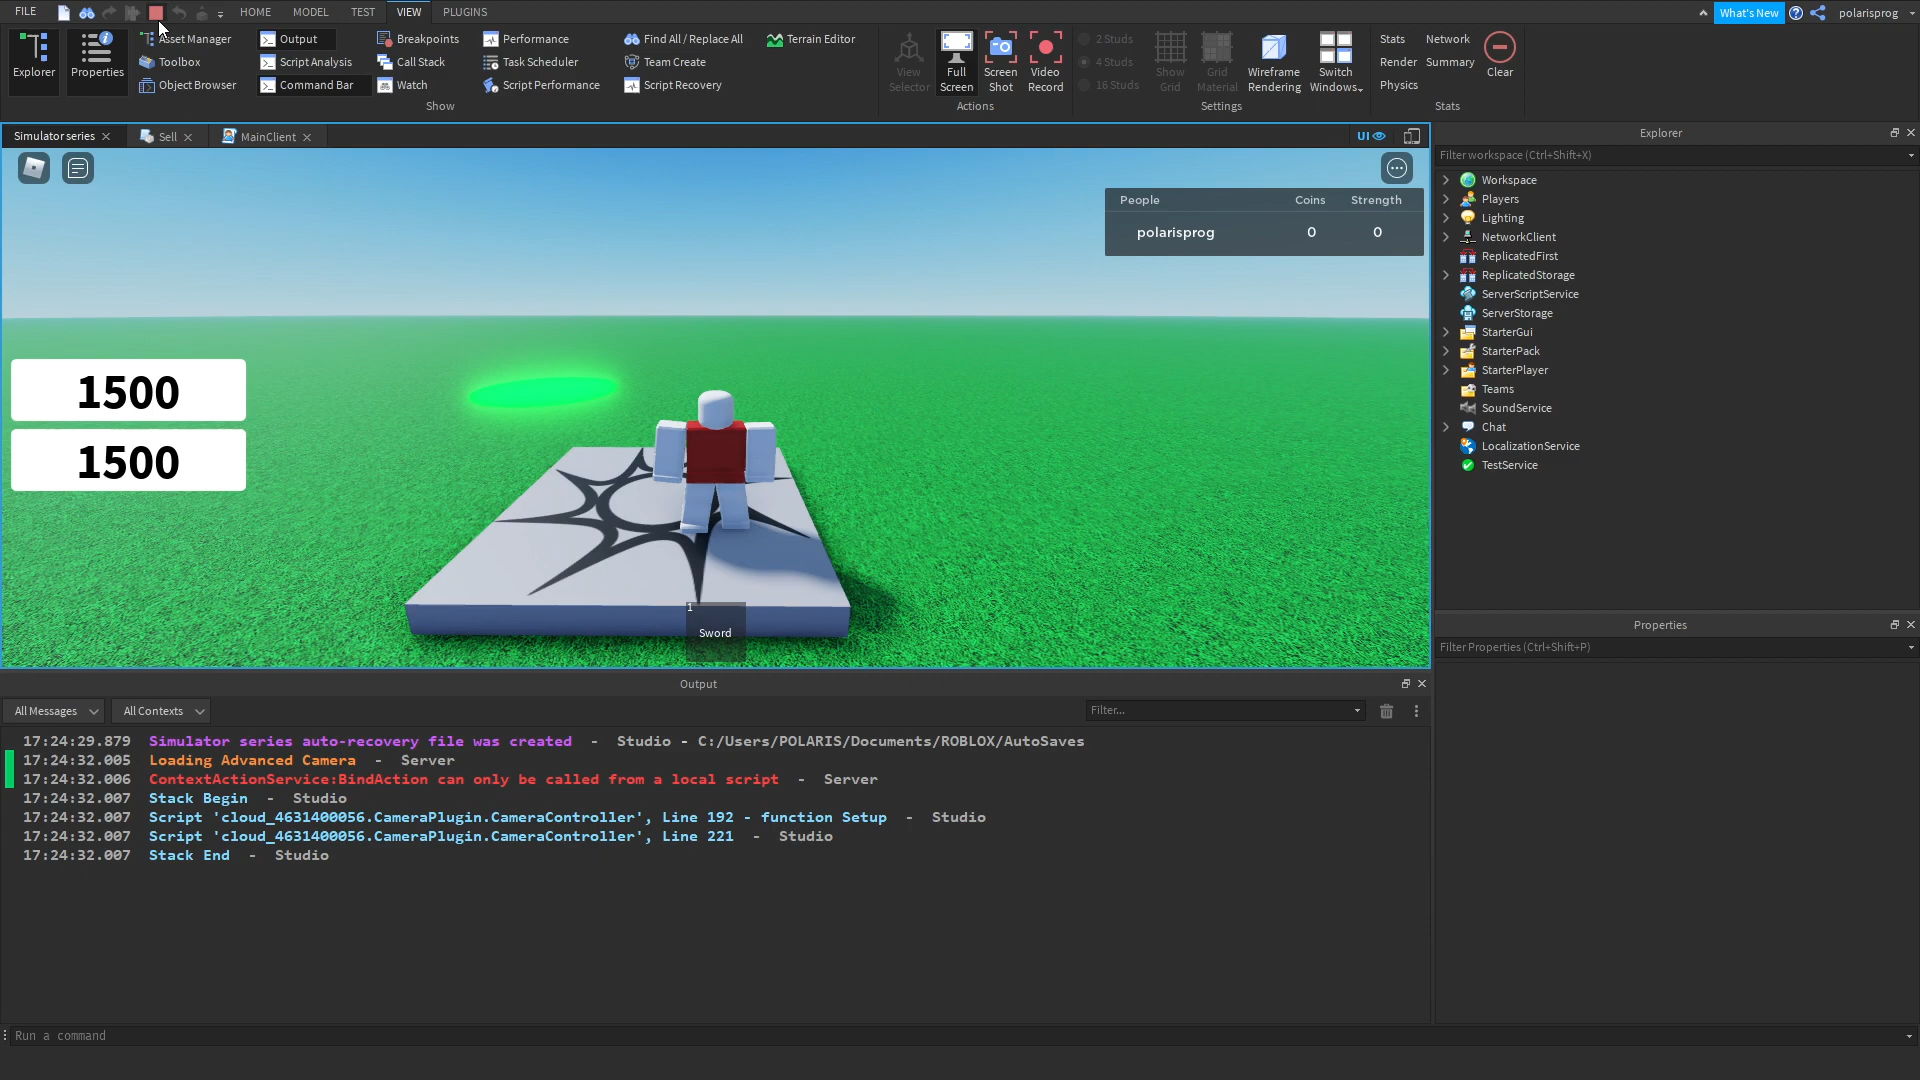 FILE HOME MODEL TEST VIEW PLUGINS What's New polarisprog
Explorer
Properties
Asset Manager
Toolbox
Object Browser
Output
Script Analysis
Command Bar
Breakpoints
Call Stack
Watch
Performance
Task Scheduler
Script Performance
Find All / Replace All
Team Create
Script Recovery
Terrain Editor
Show
View
Selector
Full
Screen
Screen
Shot
Video
Record
Actions
2 Studs
4 Studs
16 Studs
Show
Grid
Grid
Material
Wireframe
Rendering
Switch
Windows
Settings
Stats Network
Render Summary
Physics
Clear
Stats
Simulator series Sell MainClient UI
People Coins Strength
polarisprog 0 0
1500
1500
1
Sword
Explorer
Filter workspace (Ctrl+Shift+X)
Workspace
Players
Lighting
NetworkClient
ReplicatedFirst
ReplicatedStorage
ServerScriptService
ServerStorage
StarterGui
StarterPack
StarterPlayer
Teams
SoundService
Chat
LocalizationService
TestService
Properties
Filter Properties (Ctrl+Shift+P)
Output
All Messages All Contexts Filter...
17:24:29.879 Simulator series auto-recovery file was created - Studio - C:/Users/POLARIS/Documents/ROBLOX/AutoSaves
17:24:32.005 Loading Advanced Camera - Server
17:24:32.006 ContextActionService:BindAction can only be called from a local script - Server
17:24:32.007 Stack Begin - Studio
17:24:32.007 Script 'cloud_4631400056.CameraPlugin.CameraController', Line 192 - function Setup - Studio
17:24:32.007 Script 'cloud_4631400056.CameraPlugin.CameraController', Line 221 - Studio
17:24:32.007 Stack End - Studio
Run a command